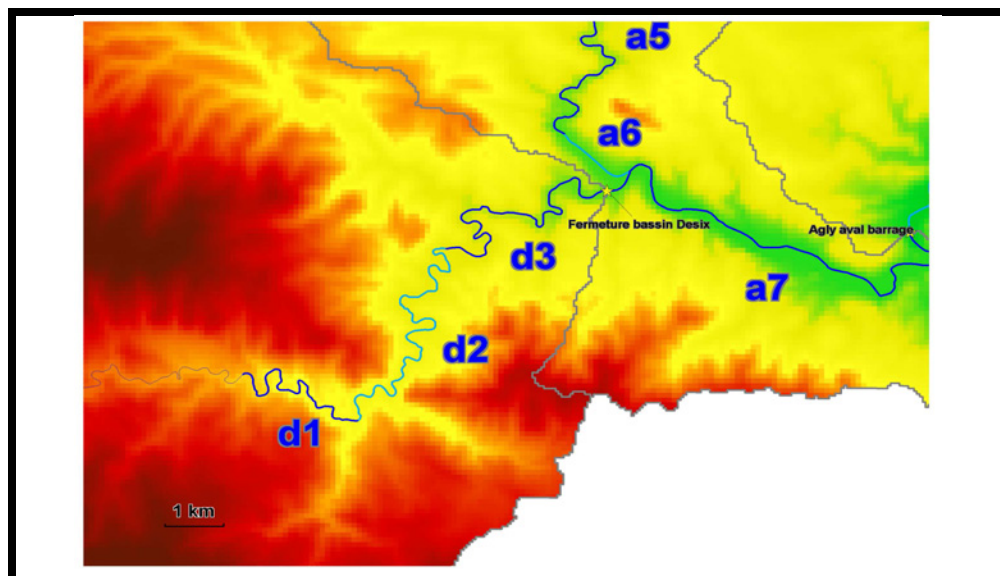 a5
a6
Fermeture bassin Desix
Agly aval barrage
d3
a7
d2
d1
1 km